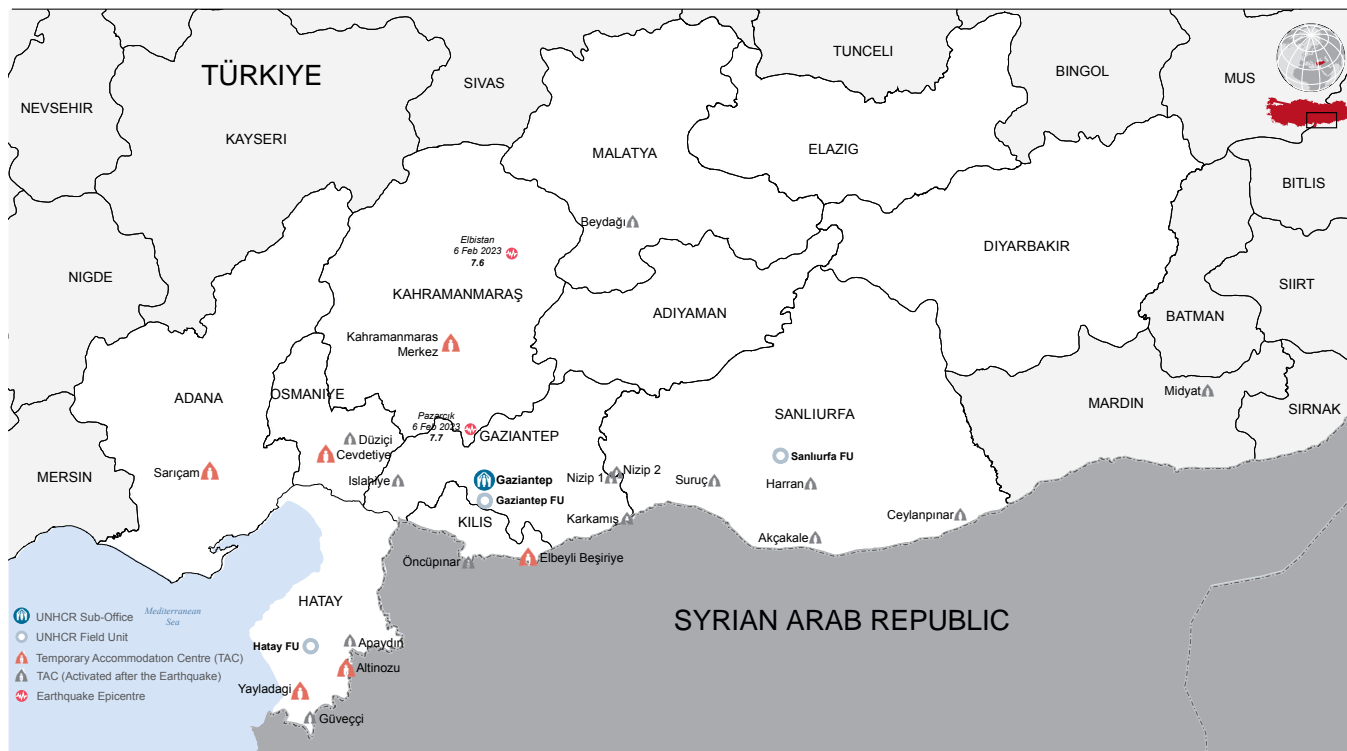 TÜRKIYE
TUNCELI
BINGOL
MUS
NEVSEHIR
SIVAS
KAYSERI
MALATYA
ELAZIG
BITLIS
Beydağı
Elbistan
6 Feb 2023
7.6
DIYARBAKIR
NIGDE
SIIRT
KAHRAMANMARAŞ
ADIYAMAN
BATMAN
Kahramanmaras
Merkez
ADANA
OSMANIYE
Midyat
MARDIN
SIRNAK
SANLIURFA
Pazarcık
6 Feb 2023
7.7
GAZIANTEP
Düziçi
Cevdetiye
Sanlıurfa FU
MERSIN
Sarıçam
Islahiye
Gaziantep
Nizip 1
Nizip 2
Suruç
Harran
Gaziantep FU
Karkamış
Ceylanpınar
KILIS
Akçakale
Öncüpınar
Elbeyli Beşiriye
HATAY
SYRIAN ARAB REPUBLIC
Mediterranean
Sea
Hatay FU
Apaydın
Altinozu
Yayladagi
Güveççi
UNHCR Sub-Office
UNHCR Field Unit
Temporary Accommodatıon Centre (TAC)
TAC (Activated after the Earthquake)
Earthquake Epicentre